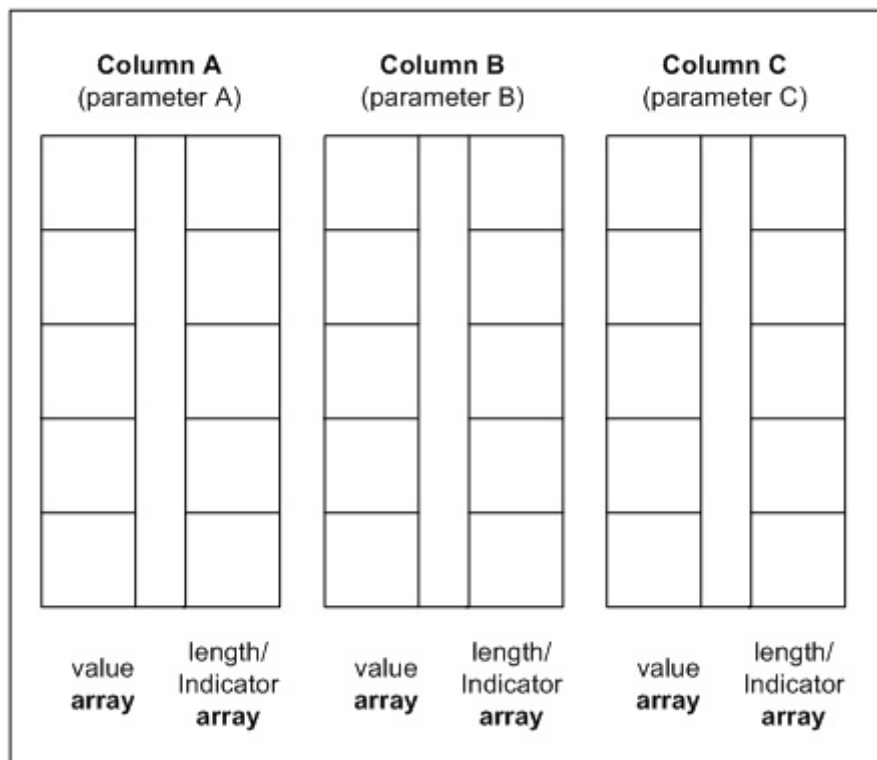 Column A
(parameter A)
Column B
(parameter B)
Column C
(parameter C)
value
array
length/
Indicator
array
value
array
length/
Indicator
array
value
array
length/
Indicator
array